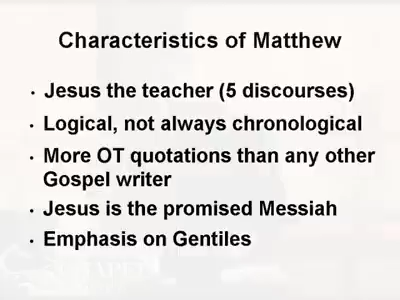 Characteristics of Matthew
• Jesus the teacher (5 discourses)
• Logical, not always chronological
• More OT quotations than any other
Gospel writer
• Jesus is the promised Messiah
• Emphasis on Gentiles